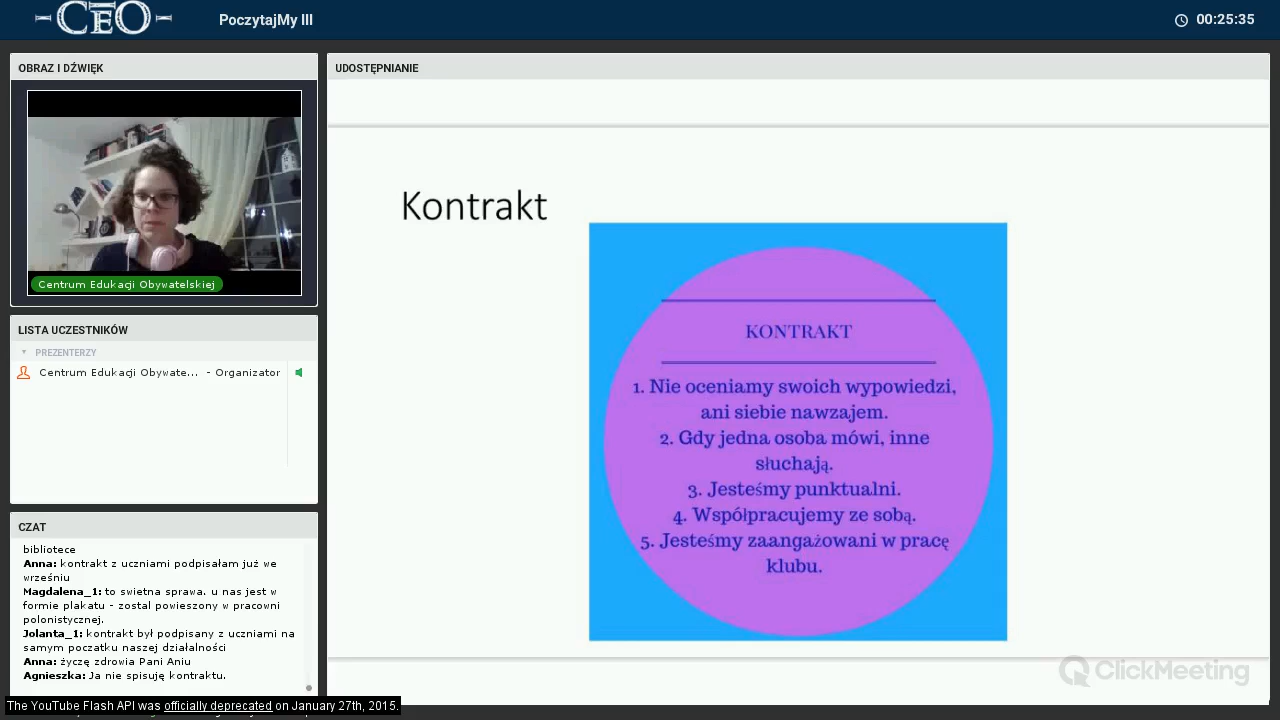 CEO
PoczytajMy III
00:25:35
OBRAZ I DŹWIĘK
Centrum Edukacji Obywatelskiej
LISTA UCZESTNIKÓW
PREZENTERZY
Centrum Edukacji Obywate... - Organizator
CZAT
bibliotece
Anna: kontrakt z uczniami podpisałam już we
wrześniu
Magdalena_1: to swietna sprawa. u nas jest w
formie plakatu - zostal powieszony w pracowni
polonistycznej.
Jolanta_1: kontrakt był podpisany z uczniami na
samym poczatku naszej działalności
Anna: życzę zdrowia Pani Aniu
Agnieszka: Ja nie spisuję kontraktu.
The YouTube Flash API was officially deprecated on January 27th, 2015.
UDOSTĘPNIANIE
Kontrakt
KONTRAKT
1. Nie oceniamy swoich wypowiedzi,
ani siebie nawzajem.
2. Gdy jedna osoba mówi, inne
słuchają.
3. Jesteśmy punktualni.
4. Współpracujemy ze sobą.
5. Jesteśmy zaangażowani w pracę
klubu.
ClickMeeting